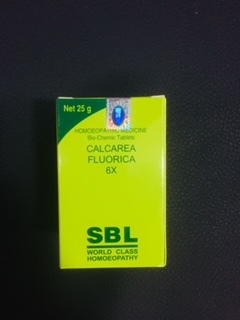 Net 25 g
HOMOEOPATHIC MEDICINE
Bio-Chemic Tablets
CALCAREA
FLUORICA
6X
SBL
WORLD CLASS
HOMOEOPATHY